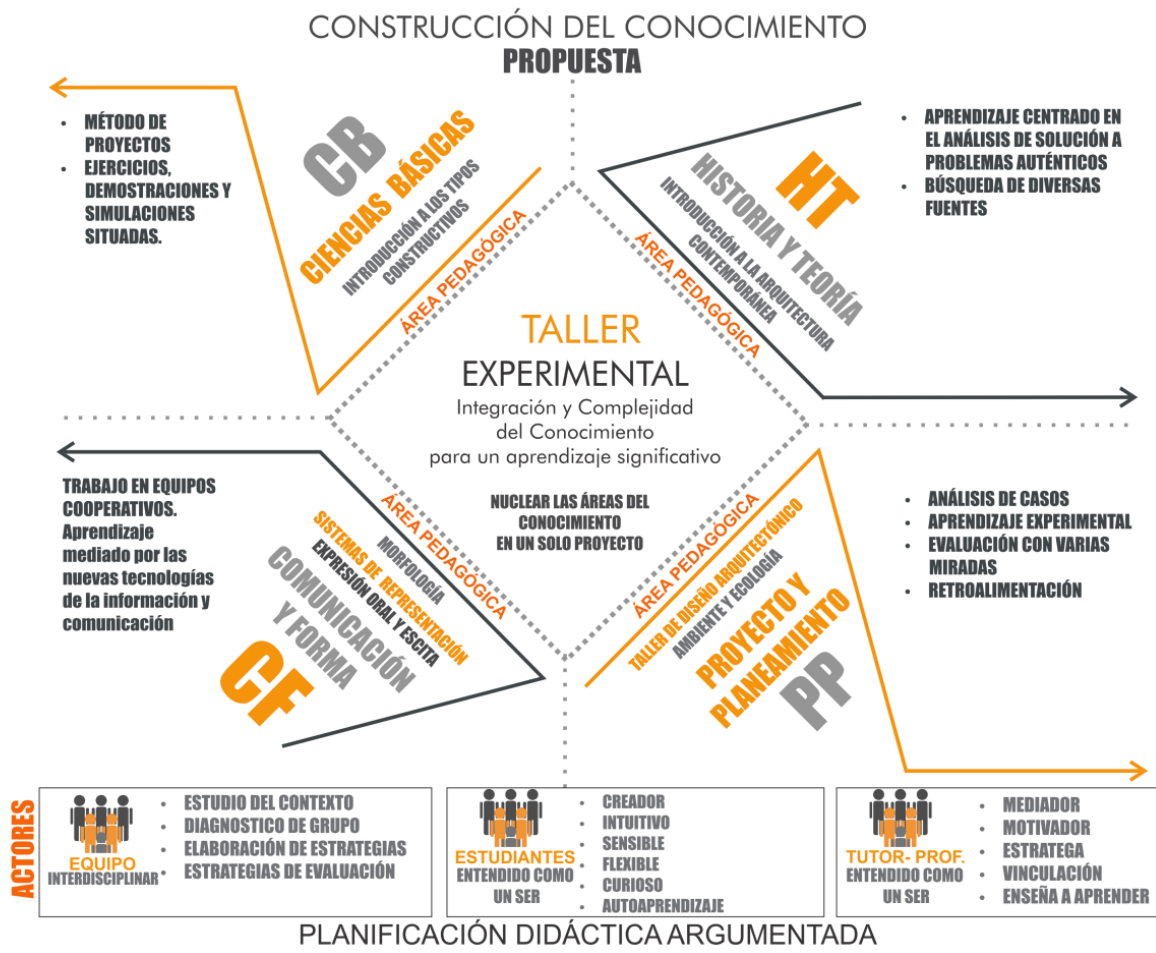 CONSTRUCCIÓN DEL CONOCIMIENTO
PROPUESTA
• MÉTODO DE
PROYECTOS
• EJERCICIOS,
DEMOSTRACIONES Y
SIMULACIONES
SITUADAS.
CB
CIENCIAS BÁSICAS
INTRODUCCIÓN A LOS TIPOS
CONSTRUCTIVOS
ÁREA PEDAGÓGICA
HT
HISTORIA Y TEORÍA
INTRODUCCIÓN A LA ARQUITECTURA
CONTEMPORÁNEA
ÁREA PEDAGÓGICA
• APRENDIZAJE CENTRADO EN
EL ANÁLISIS DE SOLUCIÓN A
PROBLEMAS AUTÉNTICOS
• BÚSQUEDA DE DIVERSAS
FUENTES
TALLER
EXPERIMENTAL
Integración y Complejidad
del Conocimiento
para un aprendizaje significativo
NUCLEAR LAS ÁREAS DEL
CONOCIMIENTO
EN UN SOLO PROYECTO
TRABAJO EN EQUIPOS
COOPERATIVOS.
Aprendizaje
mediado por las
nuevas tecnologías
de la información y
comunicación
ÁREA PEDAGÓGICA
MORFOLOGÍA
SISTEMAS DE REPRESENTACIÓN
EXPRESIÓN ORAL Y ESCITA
COMUNICACIÓN
Y FORMA
CF
ÁREA PEDAGÓGICA
TALLER DE DISEÑO ARQUITECTÓNICO
AMBIENTE Y ECOLOGÍA
PROYECTO Y
PLANEAMIENTO
PP
• ANÁLISIS DE CASOS
• APRENDIZAJE EXPERIMENTAL
• EVALUACIÓN CON VARIAS
MIRADAS
• RETROALIMENTACIÓN
ACTORES
EQUIPO
INTERDISCIPLINAR
• ESTUDIO DEL CONTEXTO
• DIAGNOSTICO DE GRUPO
• ELABORACIÓN DE ESTRATEGIAS
• ESTRATEGIAS DE EVALUACIÓN
ESTUDIANTES
ENTENDIDO COMO
UN SER
• CREADOR
• INTUITIVO
• SENSIBLE
• FLEXIBLE
• CURIOSO
• AUTOAPRENDIZAJE
TUTOR- PROF.
ENTENDIDO COMO
UN SER
• MEDIADOR
• MOTIVADOR
• ESTRATEGA
• VINCULACIÓN
• ENSEÑA A APRENDER
PLANIFICACIÓN DIDÁCTICA ARGUMENTADA